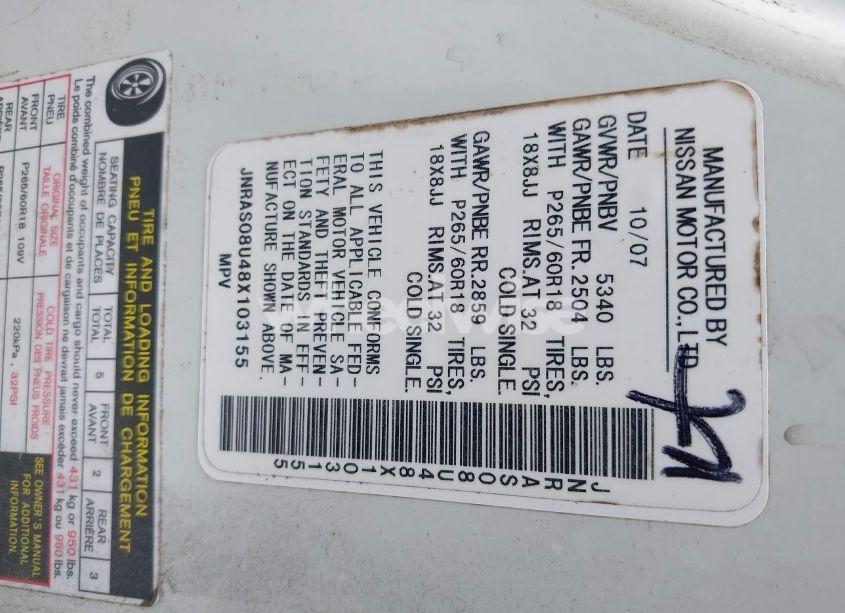 MANUFACTURED BY
NISSAN MOTOR CO., LTD.
DATE 10/07
GVWR/PNBV 5340 LBS.
GAWR/PNBE FR. 2504 LBS.
WITH P265/60R18 TIRES,
18X8JJ RIMS. AT 32 PSI
COLD SINGLE.
GAWR/PNBE RR. 2859 LBS.
WITH P265/60R18 TIRES,
18X8JJ RIMS. AT 32 PSI
COLD SINGLE.
THIS VEHICLE CONFORMS
TO ALL APPLICABLE FED-
ERAL MOTOR VEHICLE SA-
FETY AND THEFT PREVEN-
TION STANDARDS IN EFF-
ECT ON THE DATE OF MA-
NUFACTURE SHOWN ABOVE.
JNRAS08U48X103155
MPV
JNRAS08U48X103155
TIRE AND LOADING INFORMATION
PNEU ET INFORMATION DE CHARGEMENT
SEATING CAPACITY
NOMBRE DE PLACES
TOTAL
TOTAL
5
FRONT
AVANT
2
REAR
ARRIÈRE
3
The combined weight of occupants and cargo should never exceed 431 kg or 950 lbs.
Le poids combiné d'occupants et de cargaison ne devrait jamais excéder 431 kg ou 950 lbs.
TIRE
PNEU
ORIGINAL SIZE
TAILLE ORIGINALE
COLD TIRE PRESSURE
PRESSION DES PNEUS FROIDS
SEE OWNER'S MANUAL
FOR ADDITIONAL
INFORMATION.
FRONT
AVANT
P265/60R18 109V
220kPa, 32PSI
REAR